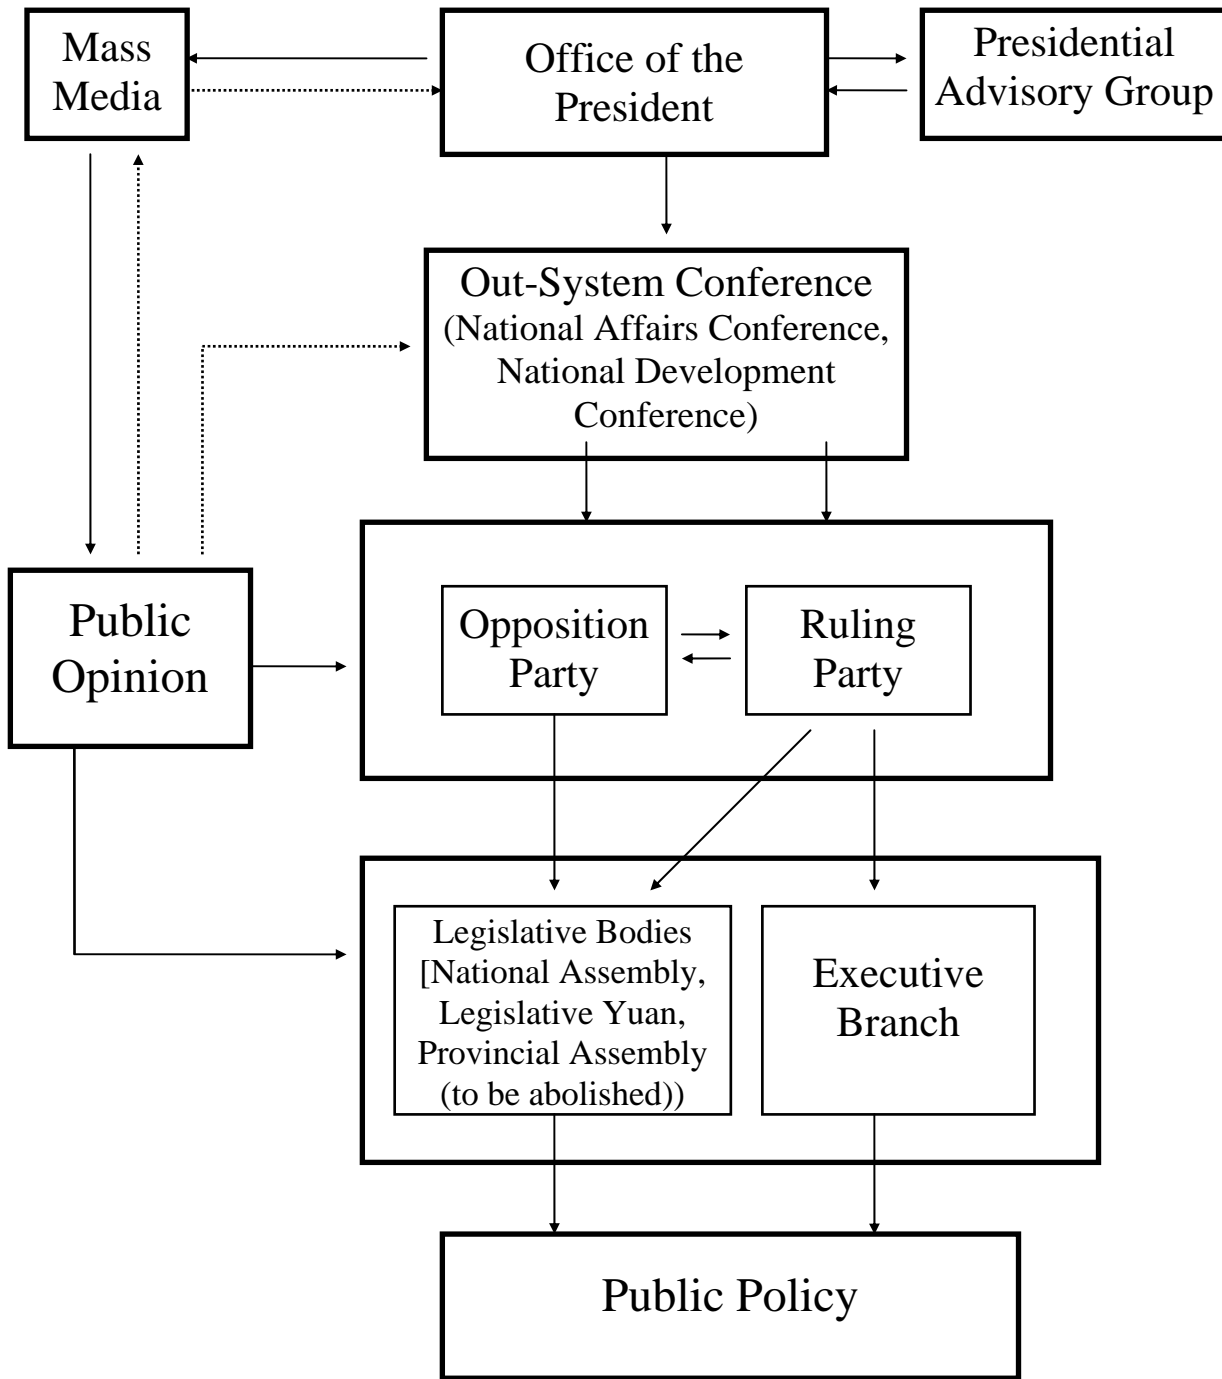 Mass
Media
Office of the
President
Presidential
Advisory Group
Out-System Conference
(National Affairs Conference,
National Development
Conference)
Public
Opinion
Opposition
Party
Ruling
Party
Legislative Bodies
[National Assembly,
Legislative Yuan,
Provincial Assembly
(to be abolished))
Executive
Branch
Public Policy